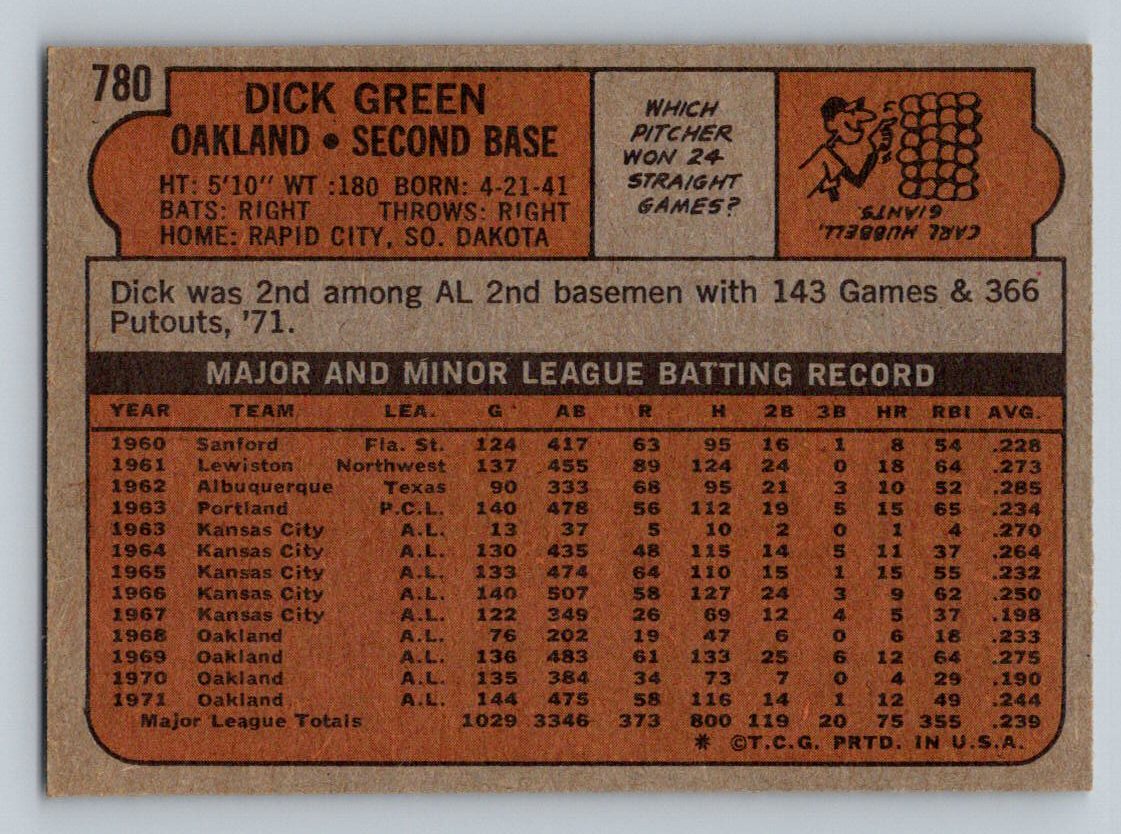 780
DICK GREEN
OAKLAND • SECOND BASE
HT: 5'10" WT :180 BORN: 4-21-41
BATS: RIGHT THROWS: RIGHT
HOME: RAPID CITY, SO. DAKOTA
WHICH
PITCHER
WON 24
STRAIGHT
GAMES?
CARL HUBBELL,
GIANTS
Dick was 2nd among AL 2nd basemen with 143 Games & 366
Putouts, '71.
MAJOR AND MINOR LEAGUE BATTING RECORD
YEAR TEAM LEA. G AB R H 2B 3B HR RBI AVG.
1960 Sanford Fla. St. 124 417 63 95 16 1 8 54 .228
1961 Lewiston Northwest 137 455 89 124 24 0 18 64 .273
1962 Albuquerque Texas 90 333 68 95 21 3 10 52 .285
1963 Portland P.C.L. 140 478 56 112 19 5 15 65 .234
1963 Kansas City A.L. 13 37 5 10 2 0 1 4 .270
1964 Kansas City A.L. 130 435 48 115 14 5 11 37 .264
1965 Kansas City A.L. 133 474 64 110 15 1 15 55 .232
1966 Kansas City A.L. 140 507 58 127 24 3 9 62 .250
1967 Kansas City A.L. 122 349 26 69 12 4 5 37 .198
1968 Oakland A.L. 76 202 19 47 6 0 6 18 .233
1969 Oakland A.L. 136 483 61 133 25 6 12 64 .275
1970 Oakland A.L. 135 384 34 73 7 0 4 29 .190
1971 Oakland A.L. 144 475 58 116 14 1 12 49 .244
Major League Totals 1029 3346 373 800 119 20 75 355 .239
* ©T.C.G. PRTD. IN U.S.A.